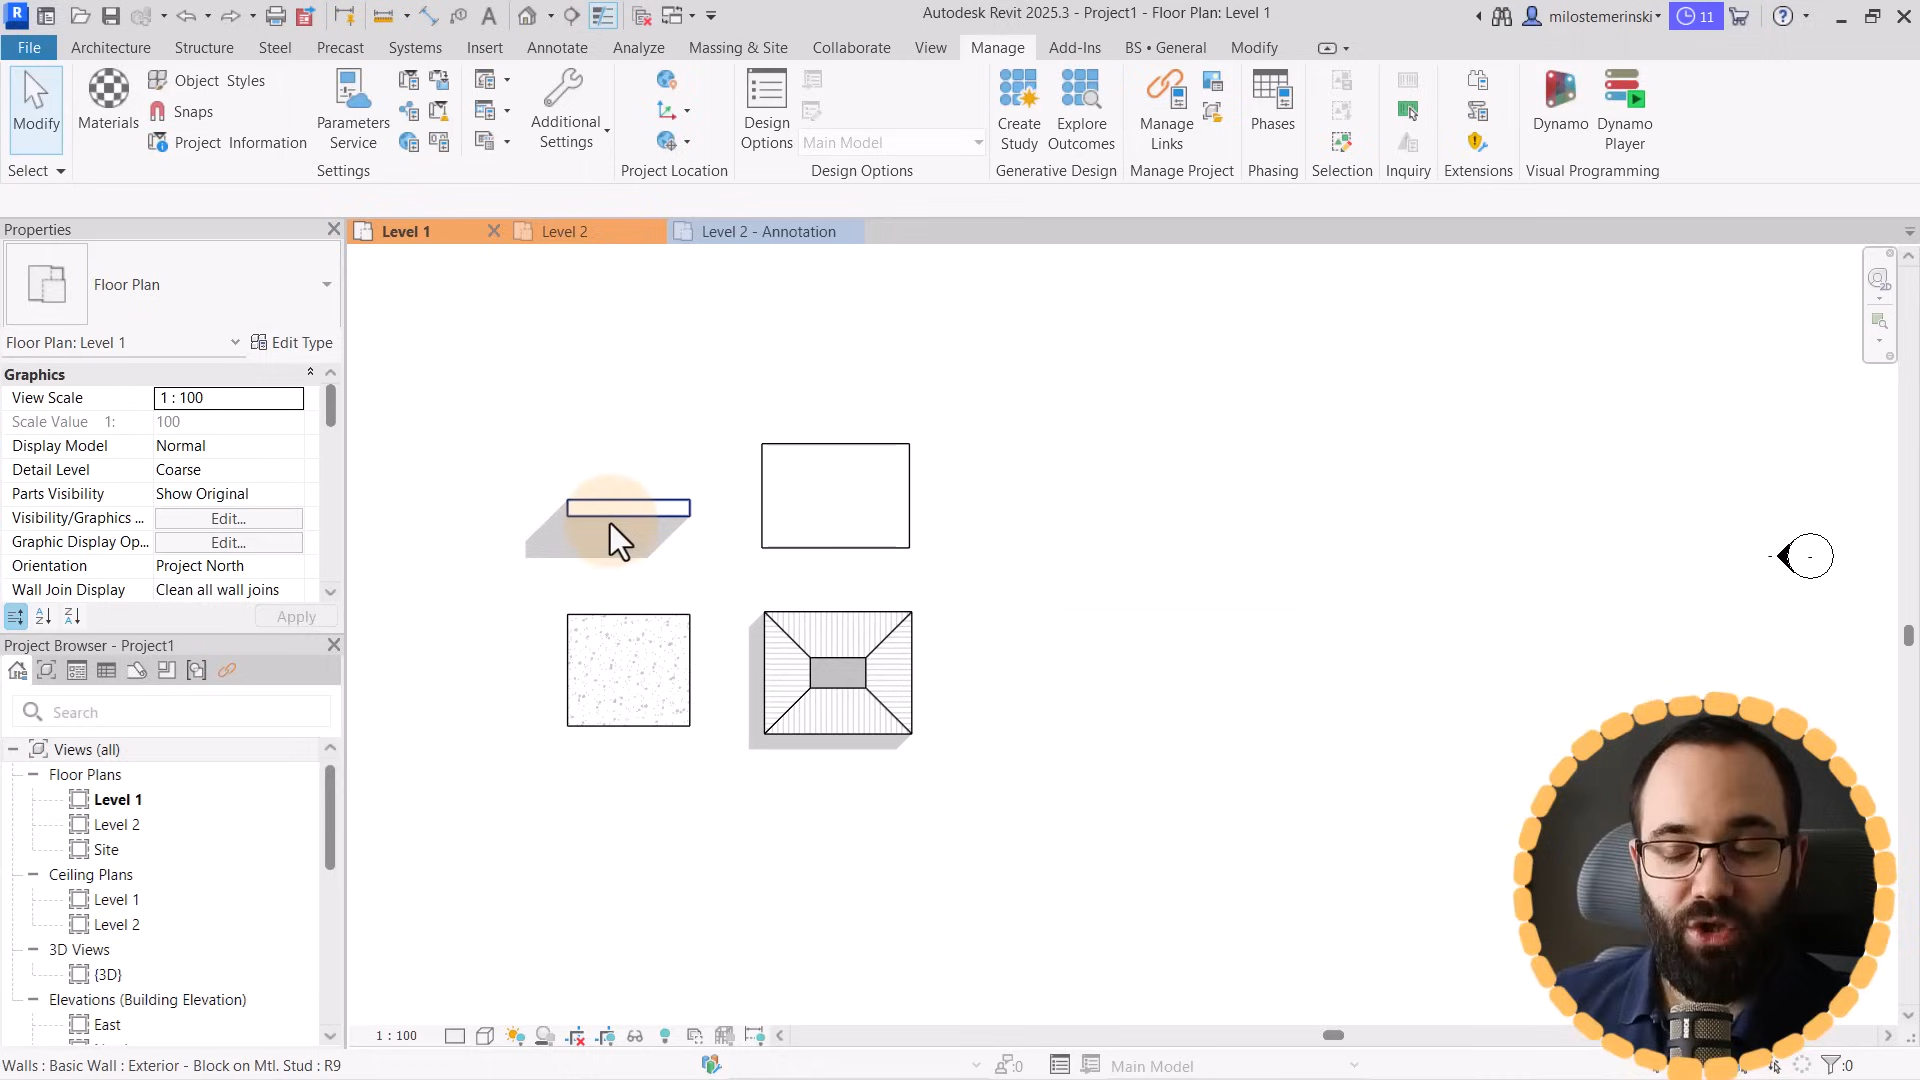 Autodesk Revit 2025.3 - Project1 - Floor Plan: Level 1
milostemerinski
11
File Architecture Structure Steel Precast Systems Insert Annotate Analyze Massing & Site Collaborate View Manage Add-Ins BS • General Modify
Modify
Materials
Object Styles
Snaps
Project Information
Parameters Service
Additional Settings
Design Options
Main Model
Create Study
Explore Outcomes
Manage Links
Phases
Dynamo
Dynamo Player
Select Settings Project Location Design Options Generative Design Manage Project Phasing Selection Inquiry Extensions Visual Programming
Properties
Level 1
Level 2
Level 2 - Annotation
Floor Plan
Floor Plan: Level 1 Edit Type
Graphics
View Scale 1 : 100
Scale Value 1: 100
Display Model Normal
Detail Level Coarse
Parts Visibility Show Original
Visibility/Graphics ... Edit...
Graphic Display Op... Edit...
Orientation Project North
Wall Join Display Clean all wall joins
Apply
Project Browser - Project1
Search
Views (all)
Floor Plans
Level 1
Level 2
Site
Ceiling Plans
Level 1
Level 2
3D Views
{3D}
Elevations (Building Elevation)
East
2D
1 : 100
Walls : Basic Wall : Exterior - Block on Mtl. Stud : R9
:0
Main Model
:0